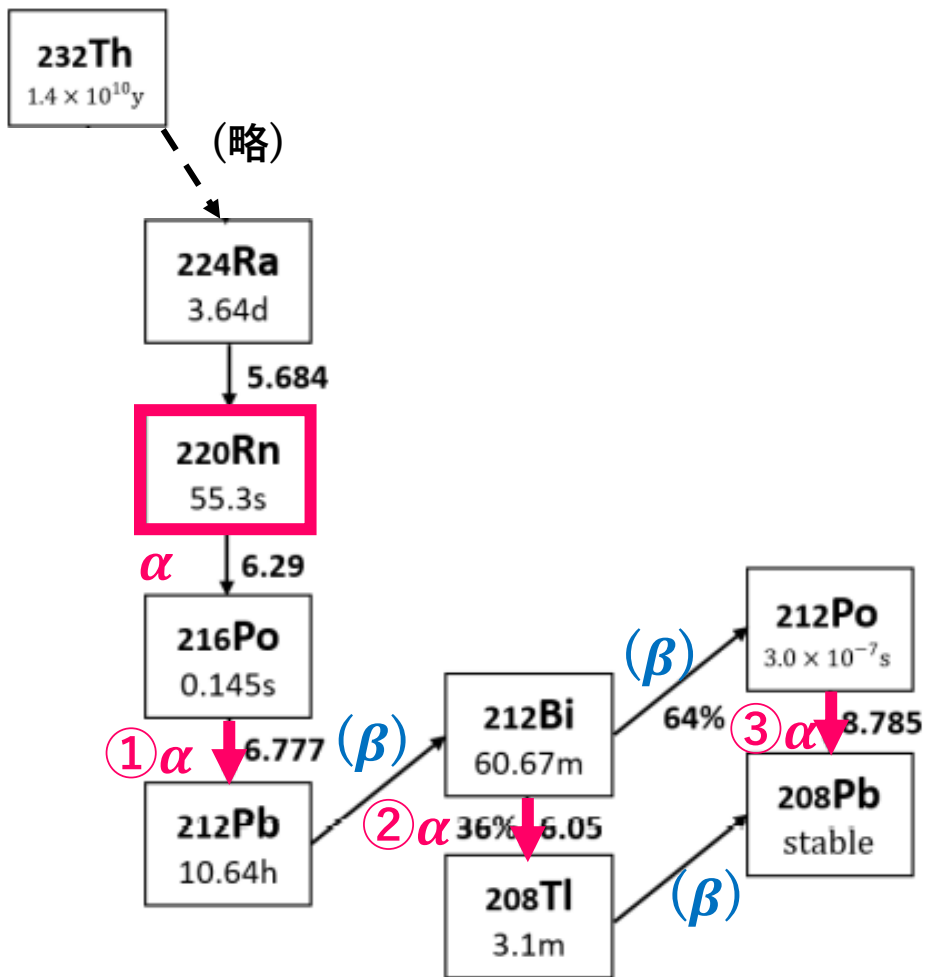 232Th
1.4 × 10¹⁰y
(略)
224Ra
3.64d
5.684
220Rn
55.3s
α
6.29
216Po
0.145s
①α
6.777
(β)
212Pb
10.64h
212Bi
60.67m
②α
36%
6.05
208Tl
3.1m
(β)
64%
212Po
3.0 × 10⁻⁷s
③α
8.785
208Pb
stable
(β)